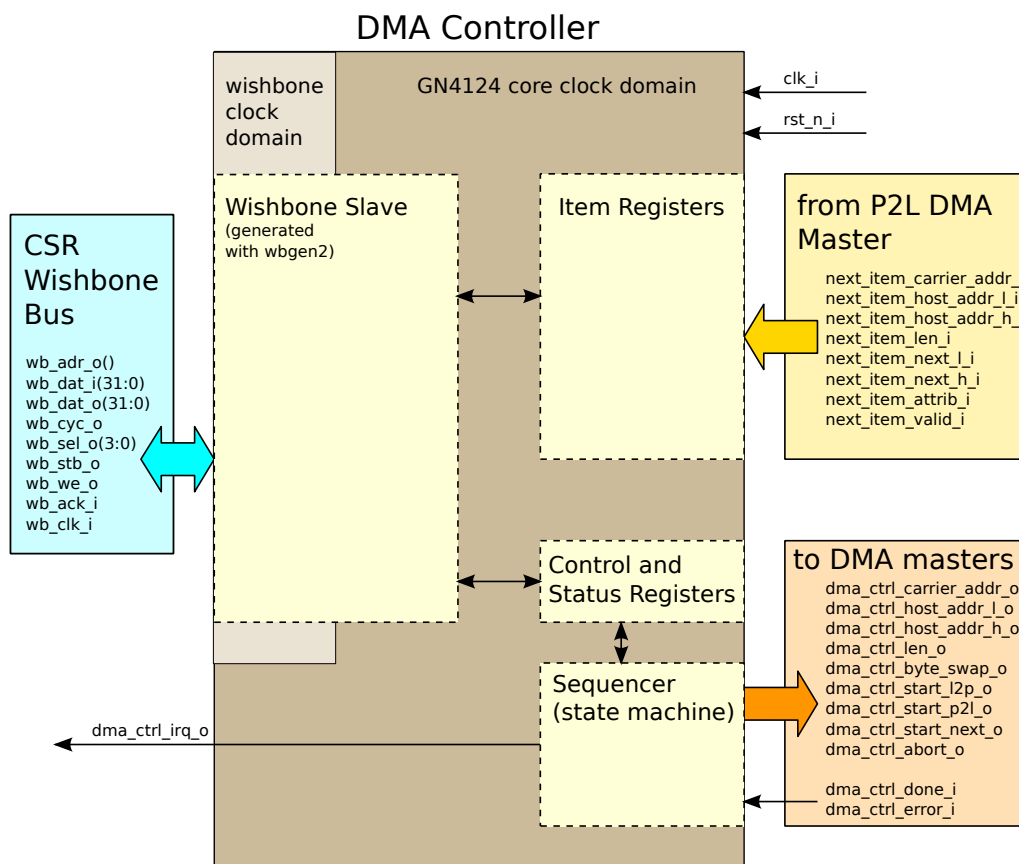 DMA Controller
wishbone
clock
domain
GN4124 core clock domain
clk_i
rst_n_i
Wishbone Slave
(generated
with wbgen2)
Item Registers
from P2L DMA
Master
next_item_carrier_addr_
next_item_host_addr_l_i
next_item_host_addr_h_
next_item_len_i
next_item_next_l_i
next_item_next_h_i
next_item_attrib_i
next_item_valid_i
CSR
Wishbone
Bus
wb_adr_o()
wb_dat_i(31:0)
wb_dat_o(31:0)
wb_cyc_o
wb_sel_o(3:0)
wb_stb_o
wb_we_o
wb_ack_i
wb_clk_i
Control and
Status Registers
to DMA masters
dma_ctrl_carrier_addr_o
dma_ctrl_host_addr_l_o
dma_ctrl_host_addr_h_o
dma_ctrl_len_o
dma_ctrl_byte_swap_o
dma_ctrl_start_l2p_o
dma_ctrl_start_p2l_o
dma_ctrl_start_next_o
dma_ctrl_abort_o
dma_ctrl_done_i
dma_ctrl_error_i
Sequencer
(state machine)
dma_ctrl_irq_o